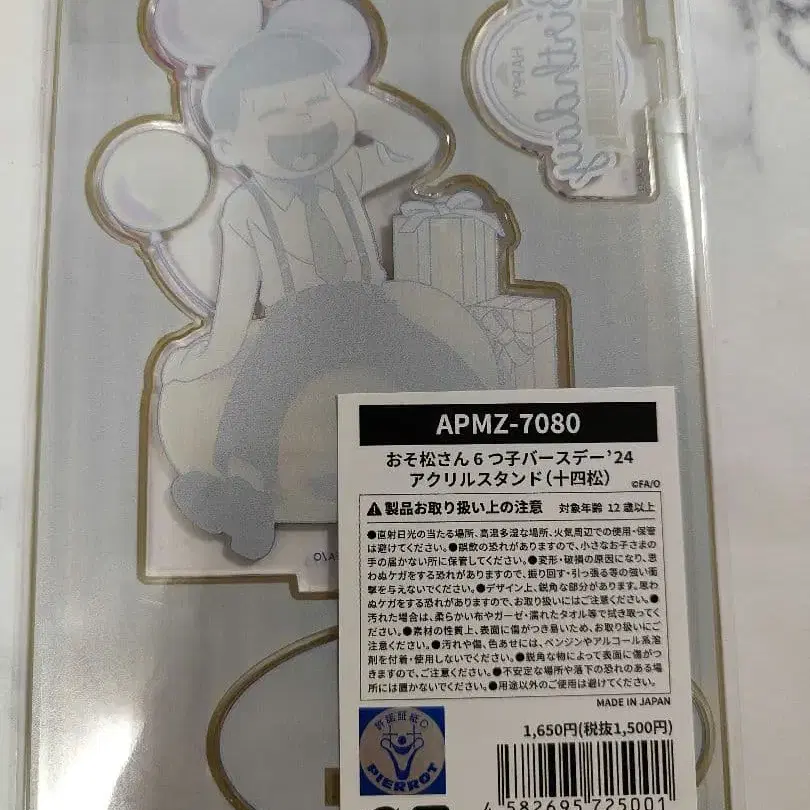 HAPPY
Birthday
APMZ-7080
おそ松さん6つ子バースデー’24
アクリルスタンド(十四松)
©FA/O
⚠製品お取り扱い上の注意 対象年齢 12歳以上
●直射日光の当たる場所、高温多湿な場所、火気周辺での使用・保管
は避けてください。●誤飲の恐れがありますので、小さなお子さまの
手の届かない所に保管してください。●変形・破損の原因になり、思
わぬケガをする恐れがありますので、振り回す・引っ張る等の強い衝
撃を与えないでください。●デザイン上、鋭角な部分があります。思わ
ぬケガをする恐れがありますので、お取り扱いにはご注意ください。●
汚れた場合は、柔らかい布やガーゼ・濡れたタオル等で拭き取ってく
ださい。●素材の性質上、表面に傷がつき易いため、お取り扱いにご
注意ください。●汚れや傷、色あせには、ベンジンやアルコール系溶
剤を付着・使用しないでください。●鋭角な物によって表面に傷がつ
きますので、ご注意ください。●不安定な場所や落下の恐れのある場
所には置かないでください。●用途以外のご使用は避けてください。
MADE IN JAPAN
許諾証紙C
PIERROT
1,650円(税抜1,500円)
4 582695 725001